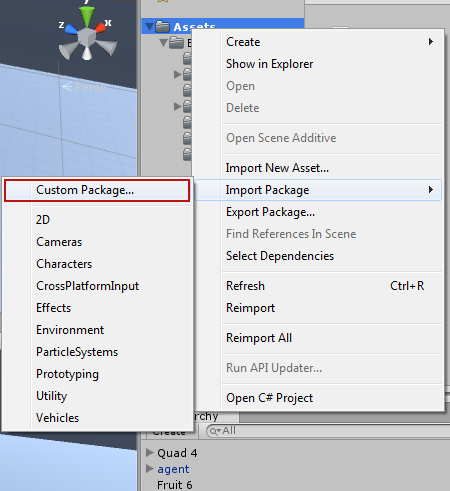 y
z
x
Persp
Assets
Create
Show in Explorer
Open
Delete
Open Scene Additive
Import New Asset...
Import Package
Export Package...
Find References In Scene
Select Dependencies
Refresh Ctrl+R
Reimport
Reimport All
Run API Updater...
Open C# Project
Custom Package...
2D
Cameras
Characters
CrossPlatformInput
Effects
Environment
ParticleSystems
Prototyping
Utility
Vehicles
Create
All
Quad 4
agent
Fruit 6